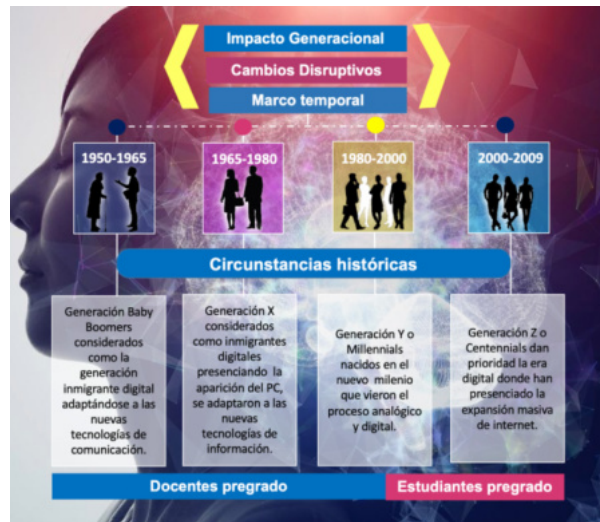 Impacto Generacional
Cambios Disruptivos
Marco temporal
1950-1965
1965-1980
1980-2000
2000-2009
Circunstancias históricas
Generación Baby
Boomers
considerados
como la
generación
inmigrante digital
adaptándose a las
nuevas
tecnologías de
comunicación.
Generación X
considerados
como inmigrantes
digitales
presenciando la
aparición del PC,
se adaptaron a las
nuevas
tecnologías de
información.
Generación Y o
Millennials
nacidos en el
nuevo milenio
que vieron el
proceso analógico
y digital.
Generación Z o
Centennials dan
prioridad la era
digital donde han
presenciado la
expansión masiva
de internet.
Docentes pregrado
Estudiantes pregrado